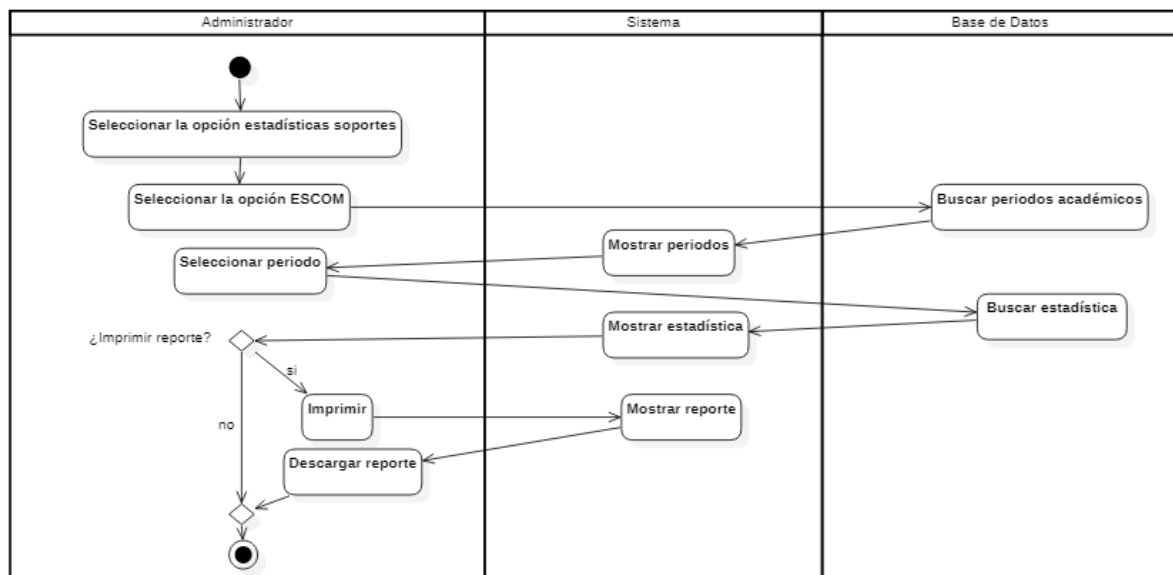 Administrador
Sistema
Base de Datos
Seleccionar la opción estadísticas soportes
Seleccionar la opción ESCOM
Buscar periodos académicos
Mostrar periodos
Seleccionar periodo
Buscar estadística
Mostrar estadística
¿Imprimir reporte?
si
Imprimir
Mostrar reporte
no
Descargar reporte